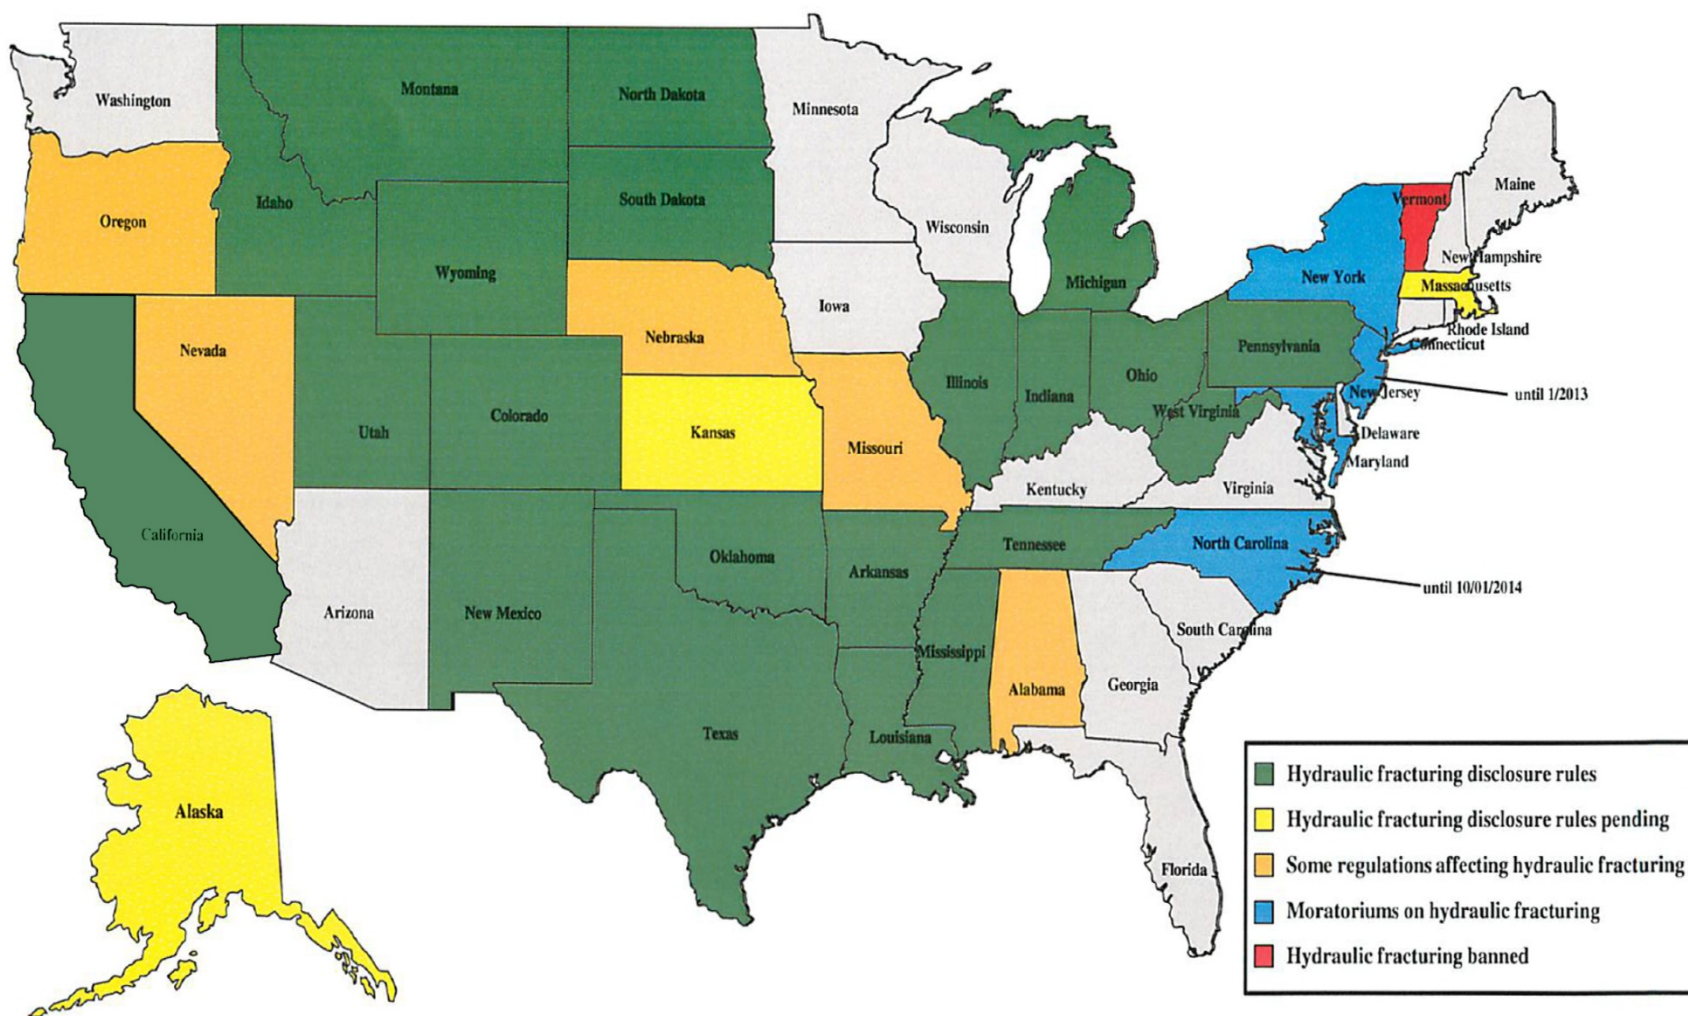 Washington
Montana
North Dakota
Minnesota
Maine
Oregon
Idaho
South Dakota
Wisconsin
Vermont
New Hampshire
Wyoming
Michigan
New York
Massachusetts
Iowa
Rhode Island
Connecticut
Nevada
Nebraska
Pennsylvania
Illinois
Indiana
Ohio
West Virginia
New Jersey
until 1/2013
Utah
Colorado
Kansas
Missouri
Delaware
Maryland
Kentucky
Virginia
California
Oklahoma
Arkansas
Tennessee
North Carolina
until 10/01/2014
Arizona
New Mexico
South Carolina
Mississippi
Alabama
Georgia
Texas
Louisiana
Alaska
Florida
Hydraulic fracturing disclosure rules
Hydraulic fracturing disclosure rules pending
Some regulations affecting hydraulic fracturing
Moratoriums on hydraulic fracturing
Hydraulic fracturing banned